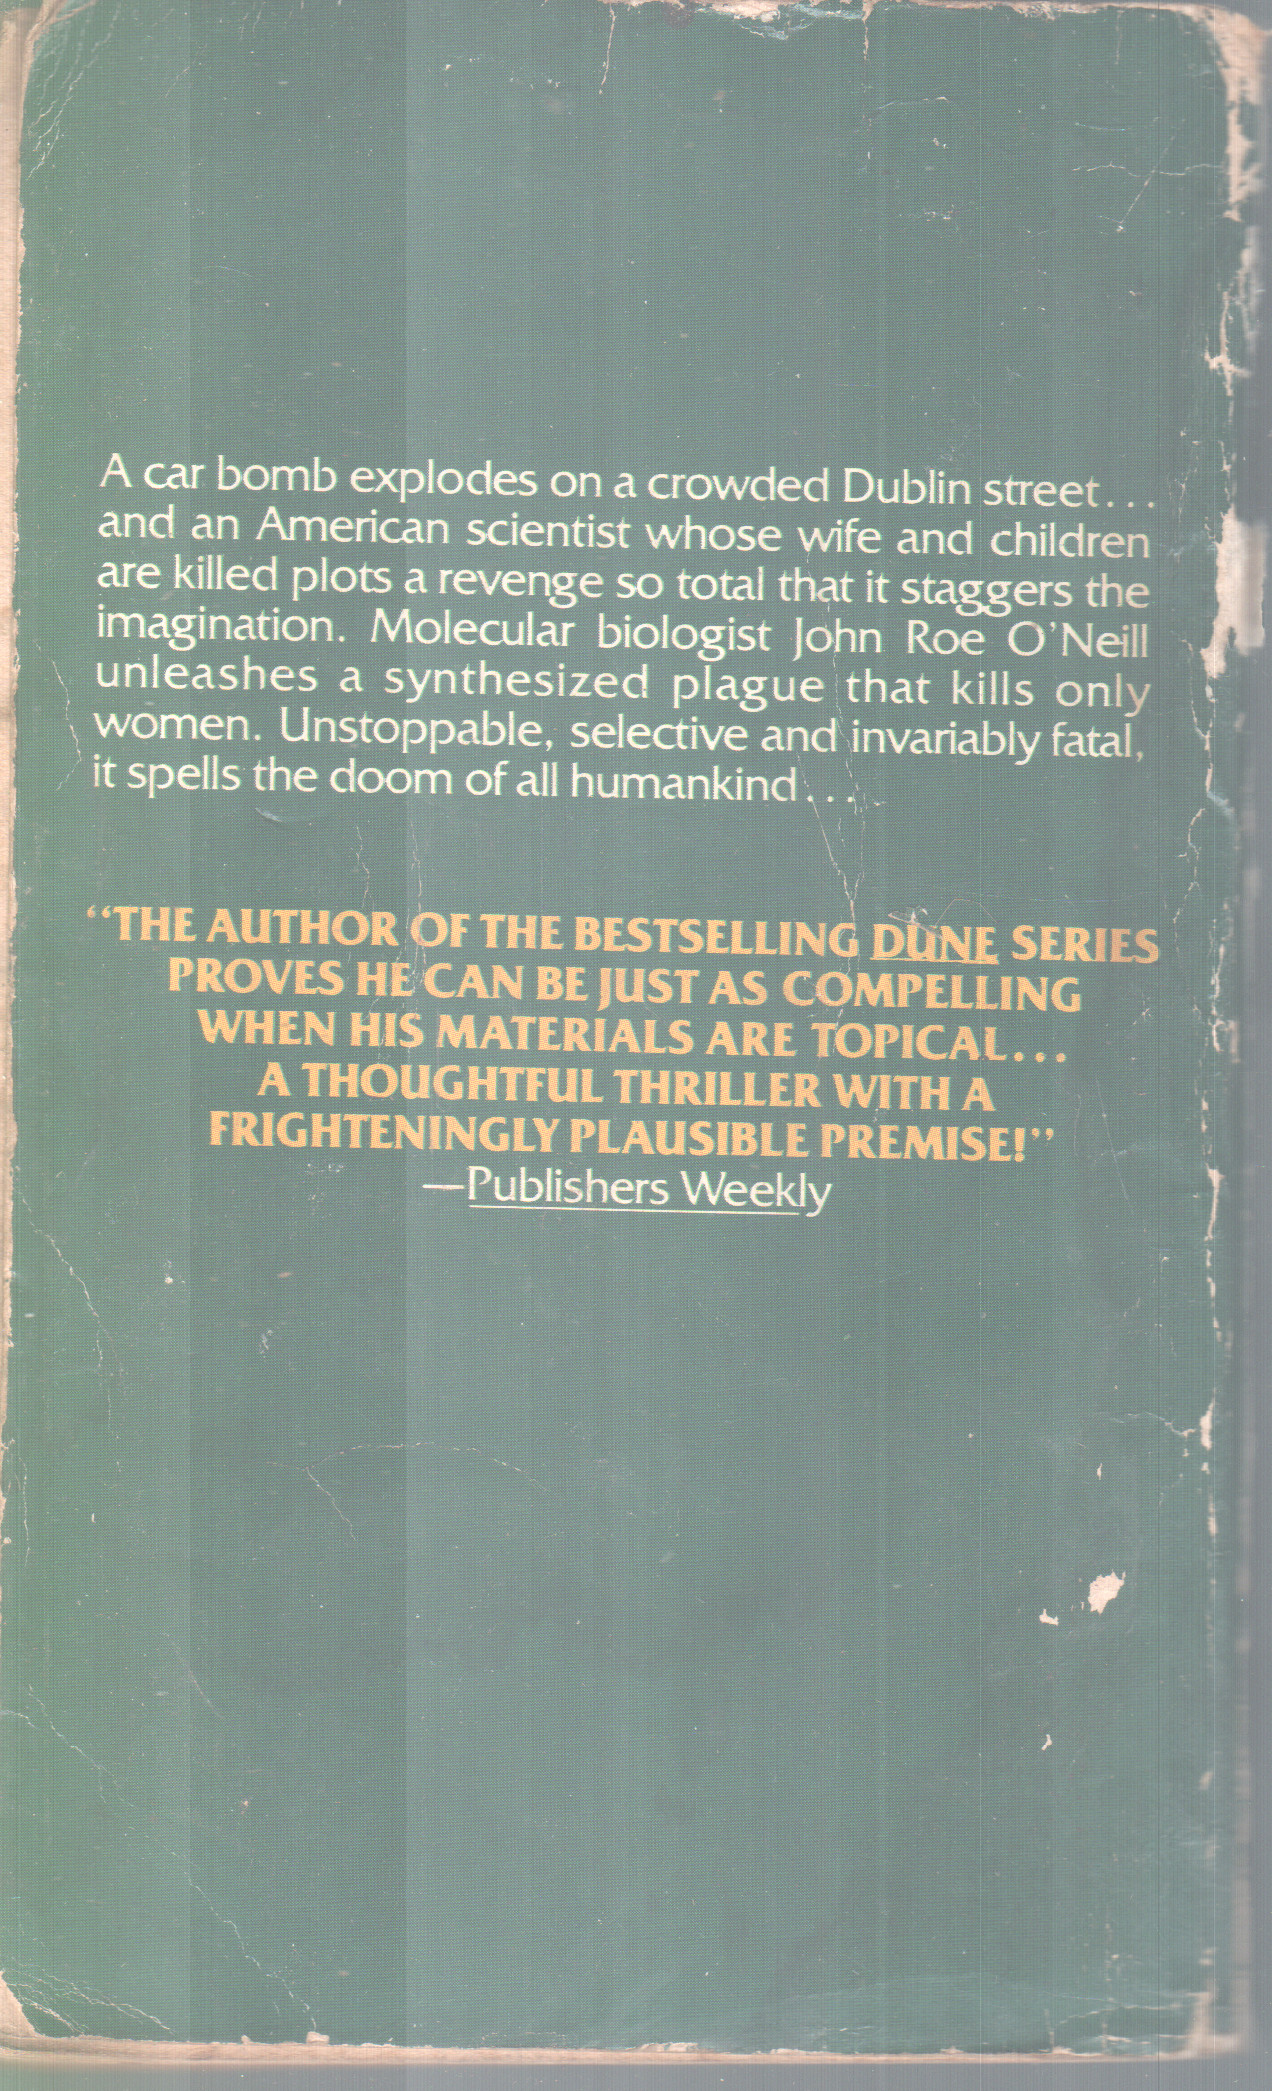 A car bomb explodes on a crowded Dublin street...
and an American scientist whose wife and children
are killed plots a revenge so total that it staggers the
imagination. Molecular biologist John Roe O'Neill
unleashes a synthesized plague that kills only
women. Unstoppable, selective and invariably fatal,
it spells the doom of all humankind...
“THE AUTHOR OF THE BESTSELLING DUNE SERIES
PROVES HE CAN BE JUST AS COMPELLING
WHEN HIS MATERIALS ARE TOPICAL...
A THOUGHTFUL THRILLER WITH A
FRIGHTENINGLY PLAUSIBLE PREMISE!”
—Publishers Weekly